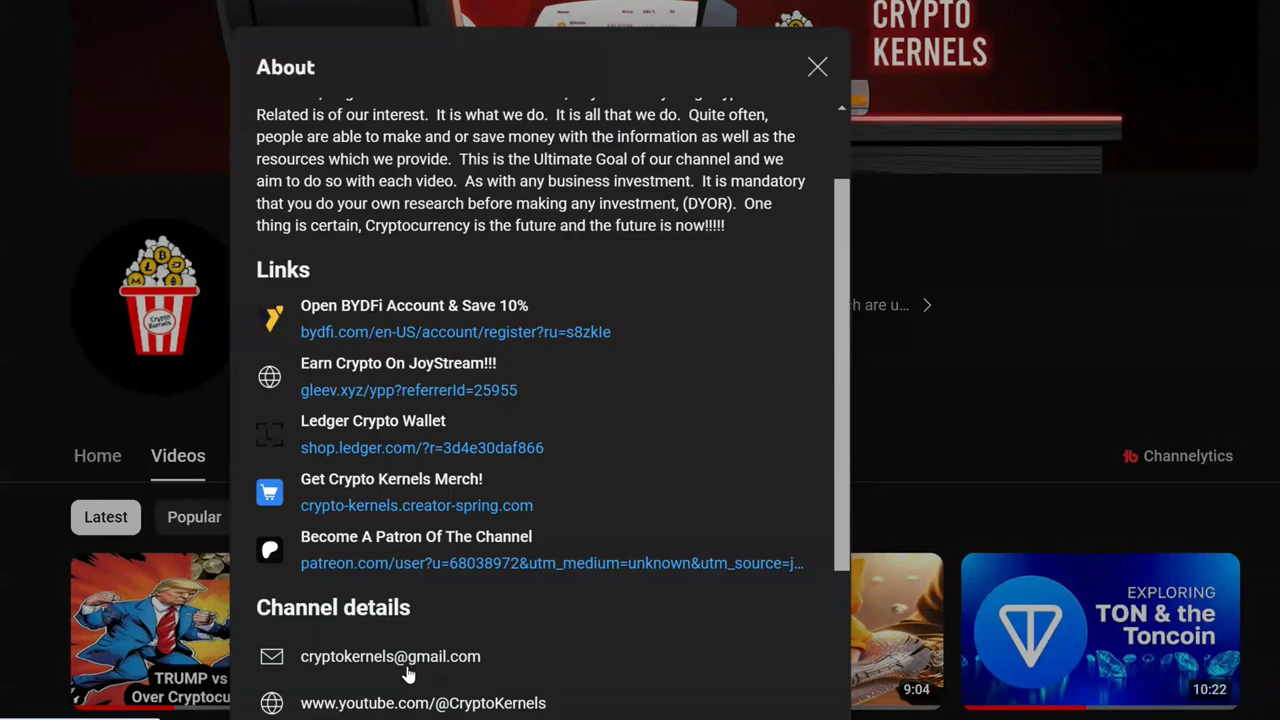 CRYPTO
KERNELS
About
Related is of our interest. It is what we do. It is all that we do. Quite often,
people are able to make and or save money with the information as well as the
resources which we provide. This is the Ultimate Goal of our channel and we
aim to do so with each video. As with any business investment. It is mandatory
that you do your own research before making any investment, (DYOR). One
thing is certain, Cryptocurrency is the future and the future is now!!!!!
Links
Open BYDFi Account & Save 10%
bydfi.com/en-US/account/register?ru=s8zkIe
ch are u...
Earn Crypto On JoyStream!!!
gleev.xyz/ypp?referrerId=25955
Ledger Crypto Wallet
shop.ledger.com/?r=3d4e30daf866
Home
Videos
Channelytics
Get Crypto Kernels Merch!
crypto-kernels.creator-spring.com
Latest
Popular
Become A Patron Of The Channel
patreon.com/user?u=68038972&utm_medium=unknown&utm_source=j...
Channel details
cryptokernels@gmail.com
www.youtube.com/@CryptoKernels
Crypto
Kernels
TRUMP vs
Over Cryptocu
9:04
EXPLORING
TON & the
Toncoin
10:22